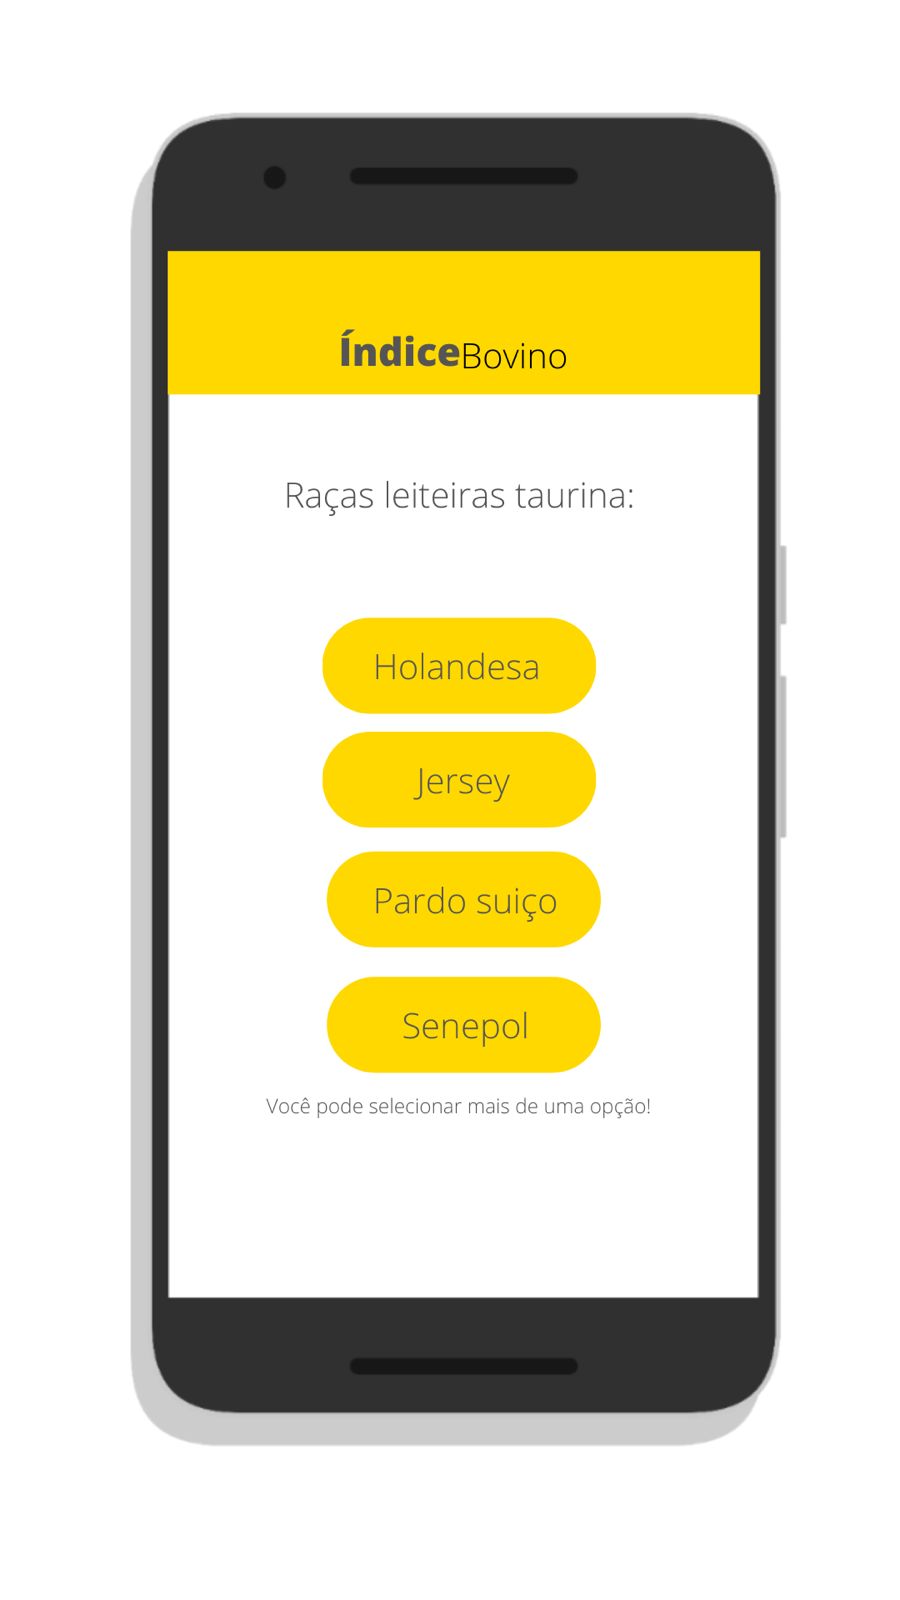 ÍndiceBovino
Raças leiteiras taurina:
Holandesa
Jersey
Pardo suiço
Senepol
Você pode selecionar mais de uma opção!